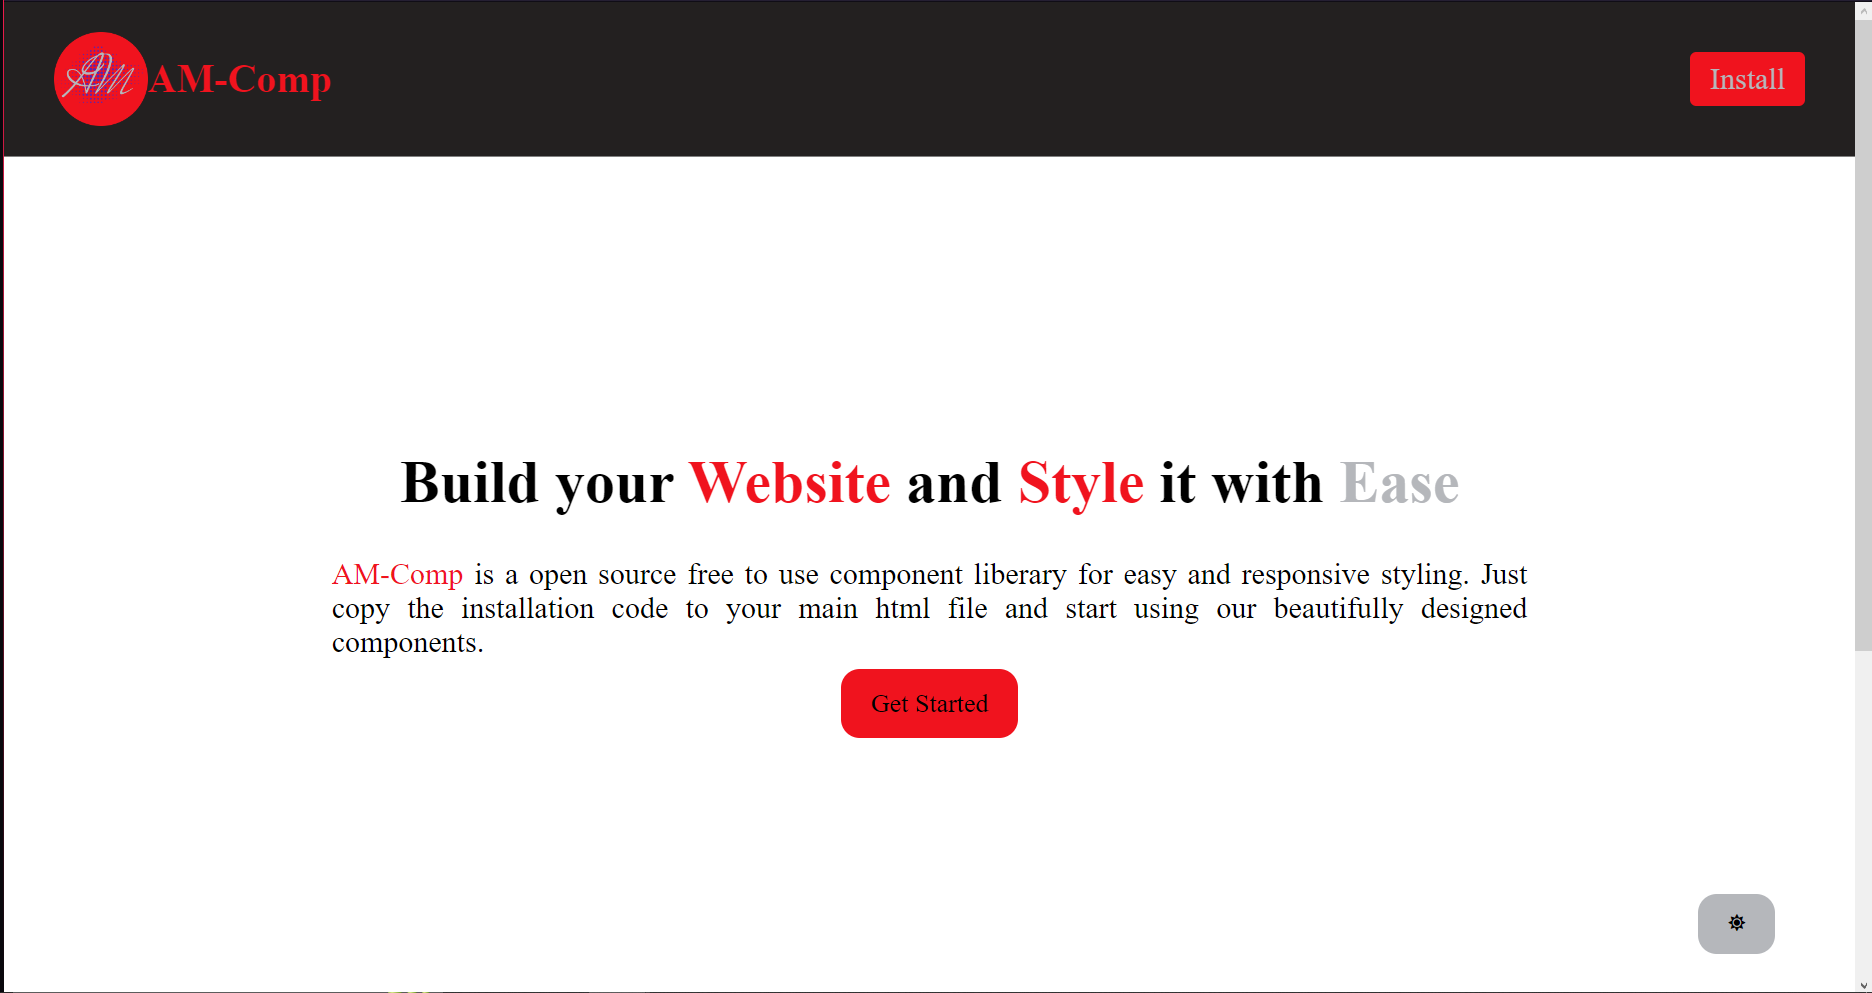 AM AM-Comp
Install
Build your Website and Style it with Ease
AM-Comp is a open source free to use component liberary for easy and responsive styling. Just
copy the installation code to your main html file and start using our beautifully designed
components.
Get Started